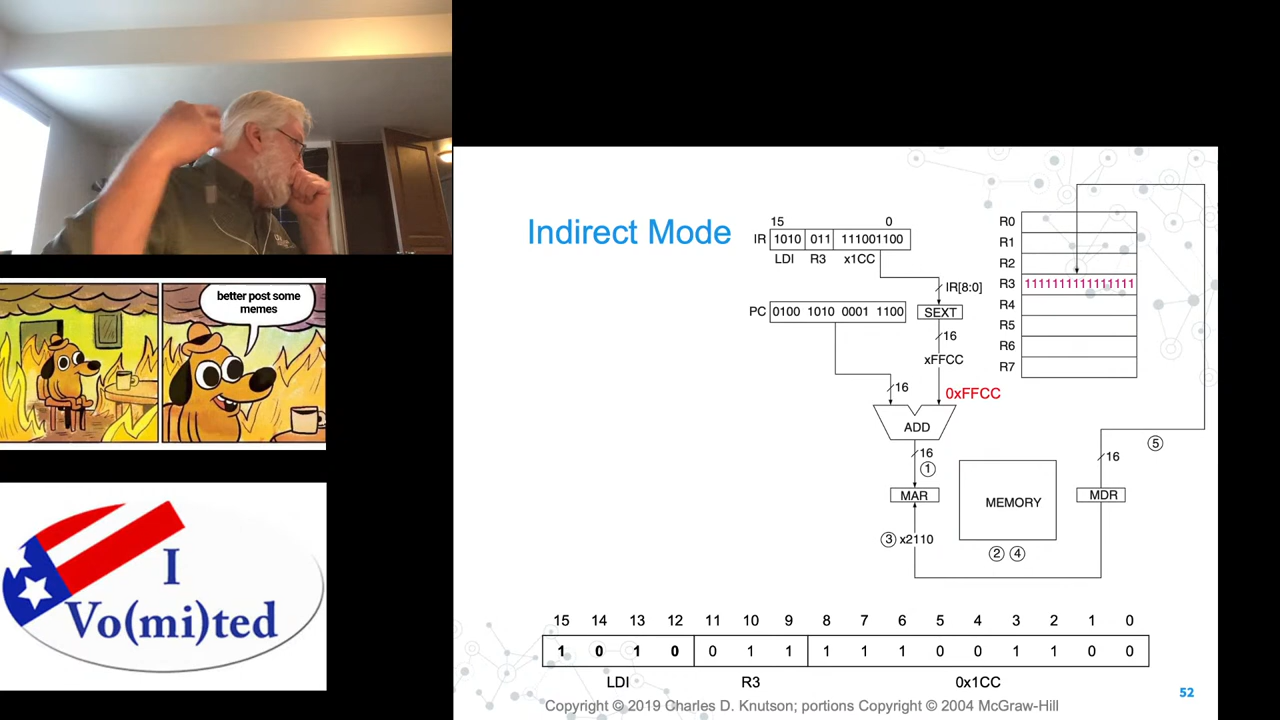 better post some
memes
I
Vo(mi)ted
Indirect Mode
15 0
IR 1010 011 111001100
LDI R3 x1CC
IR[8:0]
PC 0100 1010 0001 1100
SEXT
16
xFFCC
16
0xFFCC
ADD
16
1
MAR
MEMORY
MDR
16
5
3 x2110
2 4
R0
R1
R2
R3 1111111111111111
R4
R5
R6
R7
15 14 13 12 11 10 9 8 7 6 5 4 3 2 1 0
1 0 1 0 0 1 1 1 1 1 0 0 1 1 0 0
LDI R3 0x1CC
Copyright © 2019 Charles D. Knutson; portions Copyright © 2004 McGraw-Hill
52